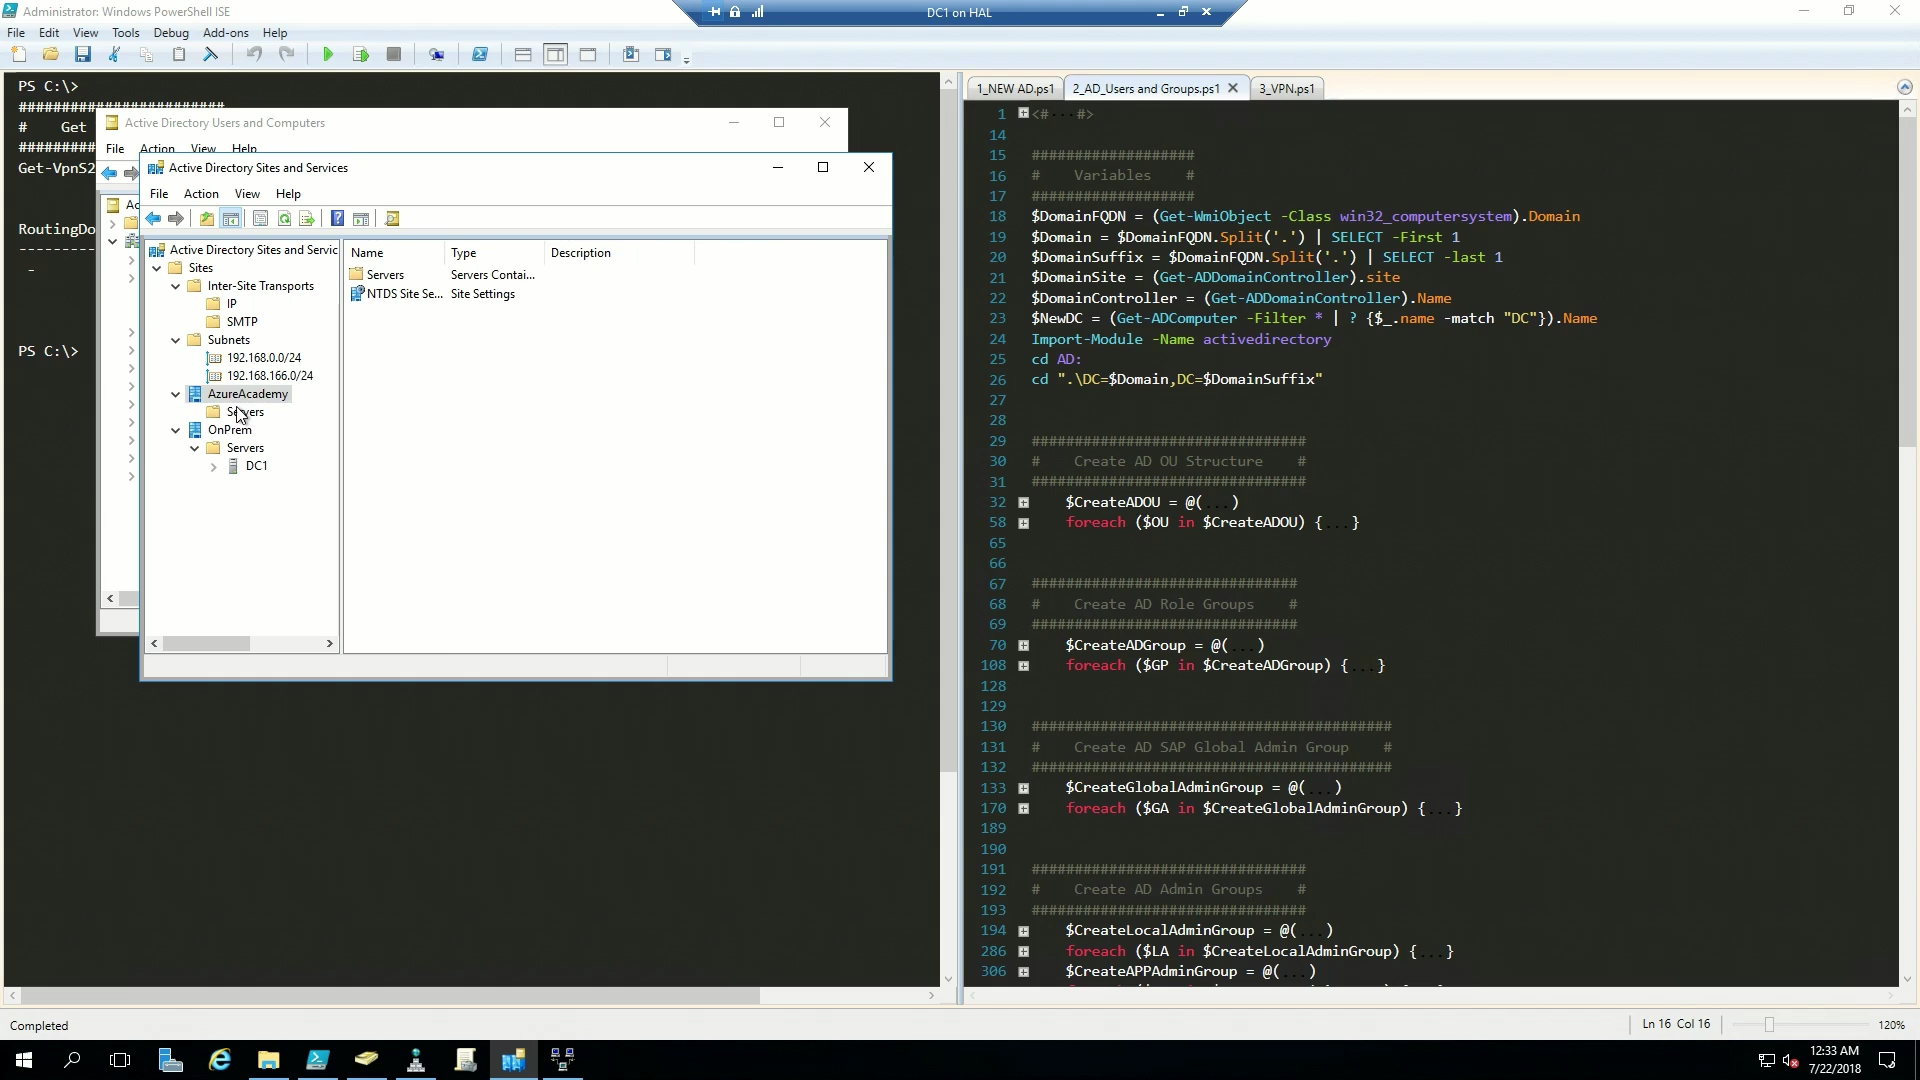 Administrator: Windows PowerShell ISE
DC1 on HAL
File Edit View Tools Debug Add-ons Help
PS C:\>
########################
# Get
#########
Get-VpnS2
RoutingDo
---------
-
PS C:\>
Active Directory Users and Computers
File Action View Help
Ac
Active Directory Sites and Services
File Action View Help
Active Directory Sites and Servic
Sites
Inter-Site Transports
IP
SMTP
Subnets
192.168.0.0/24
192.168.166.0/24
AzureAcademy
Servers
OnPrem
Servers
DC1
Name Type Description
Servers Servers Contai...
NTDS Site Se... Site Settings
1_NEW AD.ps1 2_AD_Users and Groups.ps1 3_VPN.ps1
1 <#...#>
14
15 ###################
16 # Variables #
17 ###################
18 $DomainFQDN = (Get-WmiObject -Class win32_computersystem).Domain
19 $Domain = $DomainFQDN.Split('.') | SELECT -First 1
20 $DomainSuffix = $DomainFQDN.Split('.') | SELECT -last 1
21 $DomainSite = (Get-ADDomainController).site
22 $DomainController = (Get-ADDomainController).Name
23 $NewDC = (Get-ADComputer -Filter * | ? {$_.name -match "DC"}).Name
24 Import-Module -Name activedirectory
25 cd AD:
26 cd ".\DC=$Domain,DC=$DomainSuffix"
27
28
29 ################################
30 # Create AD OU Structure #
31 ################################
32 $CreateADOU = @(...)
58 foreach ($OU in $CreateADOU) {...}
65
66
67 ###############################
68 # Create AD Role Groups #
69 ###############################
70 $CreateADGroup = @(...)
108 foreach ($GP in $CreateADGroup) {...}
128
129
130 ##########################################
131 # Create AD SAP Global Admin Group #
132 ##########################################
133 $CreateGlobalAdminGroup = @(...)
170 foreach ($GA in $CreateGlobalAdminGroup) {...}
189
190
191 ################################
192 # Create AD Admin Groups #
193 ################################
194 $CreateLocalAdminGroup = @(...)
286 foreach ($LA in $CreateLocalAdminGroup) {...}
306 $CreateAPPAdminGroup = @(...)
Completed
Ln 16 Col 16
120%
12:33 AM
7/22/2018